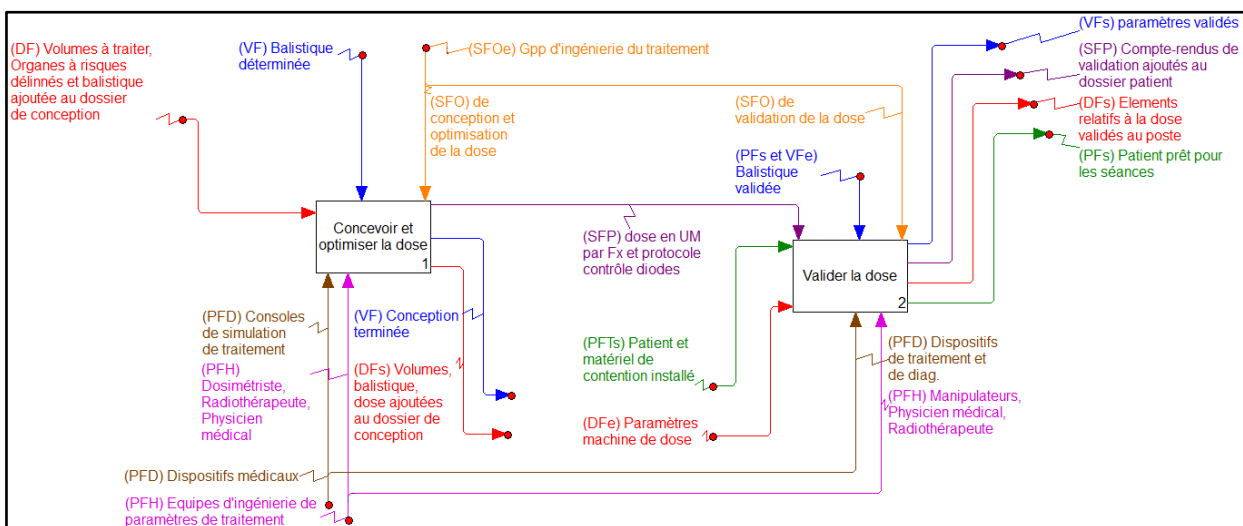 (DF) Volumes à traiter,
Organes à risques
délinnés et balistique
ajoutée au dossier
de conception
(VF) Balistique
déterminée
(SFOe) Gpp d'ingénierie du traitement
(SFO) de
conception et
optimisation
de la dose
(SFO) de
validation de la dose
(PFs et VFe)
Balistique
validée
(VFs) paramètres validés
(SFP) Compte-rendus de
validation ajoutés au
dossier patient
(DFs) Elements
relatifs à la dose
validés au poste
(PFs) Patient prêt pour
les séances
Concevoir et
optimiser la dose
1
(SFP) dose en UM
par Fx et protocole
contrôle diodes
Valider la dose
2
(PFD) Consoles
de simulation
de traitement
(PFH)
Dosimétriste,
Radiothérapeute,
Physicien
médical
(VF) Conception
terminée
(DFs) Volumes,
balistique,
dose ajoutées
au dossier de
conception
(PFTs) Patient et
matériel de
contention installé
(DFe) Paramètres
machine de dose
(PFD) Dispositifs
de traitement et
de diag.
(PFH) Manipulateurs,
Physicien médical,
Radiothérapeute
(PFD) Dispositifs médicaux
(PFH) Equipes d'ingénierie de
paramètres de traitement